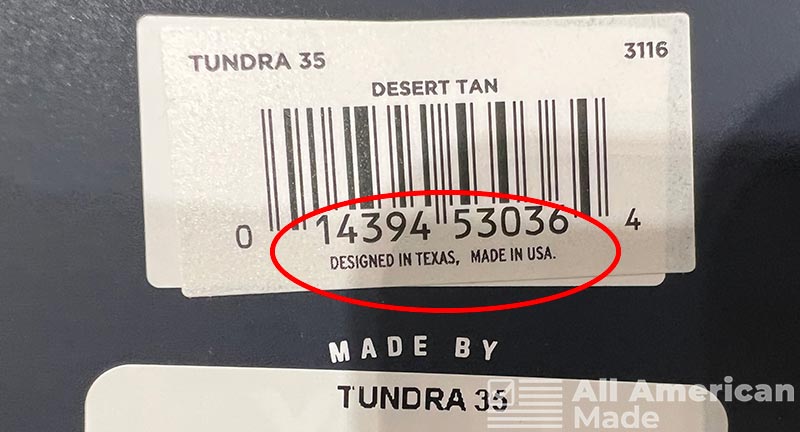 TUNDRA 35 3116
DESERT TAN
0 14394 53036 4
DESIGNED IN TEXAS, MADE IN USA.
MADE BY
TUNDRA 35
All American
Made